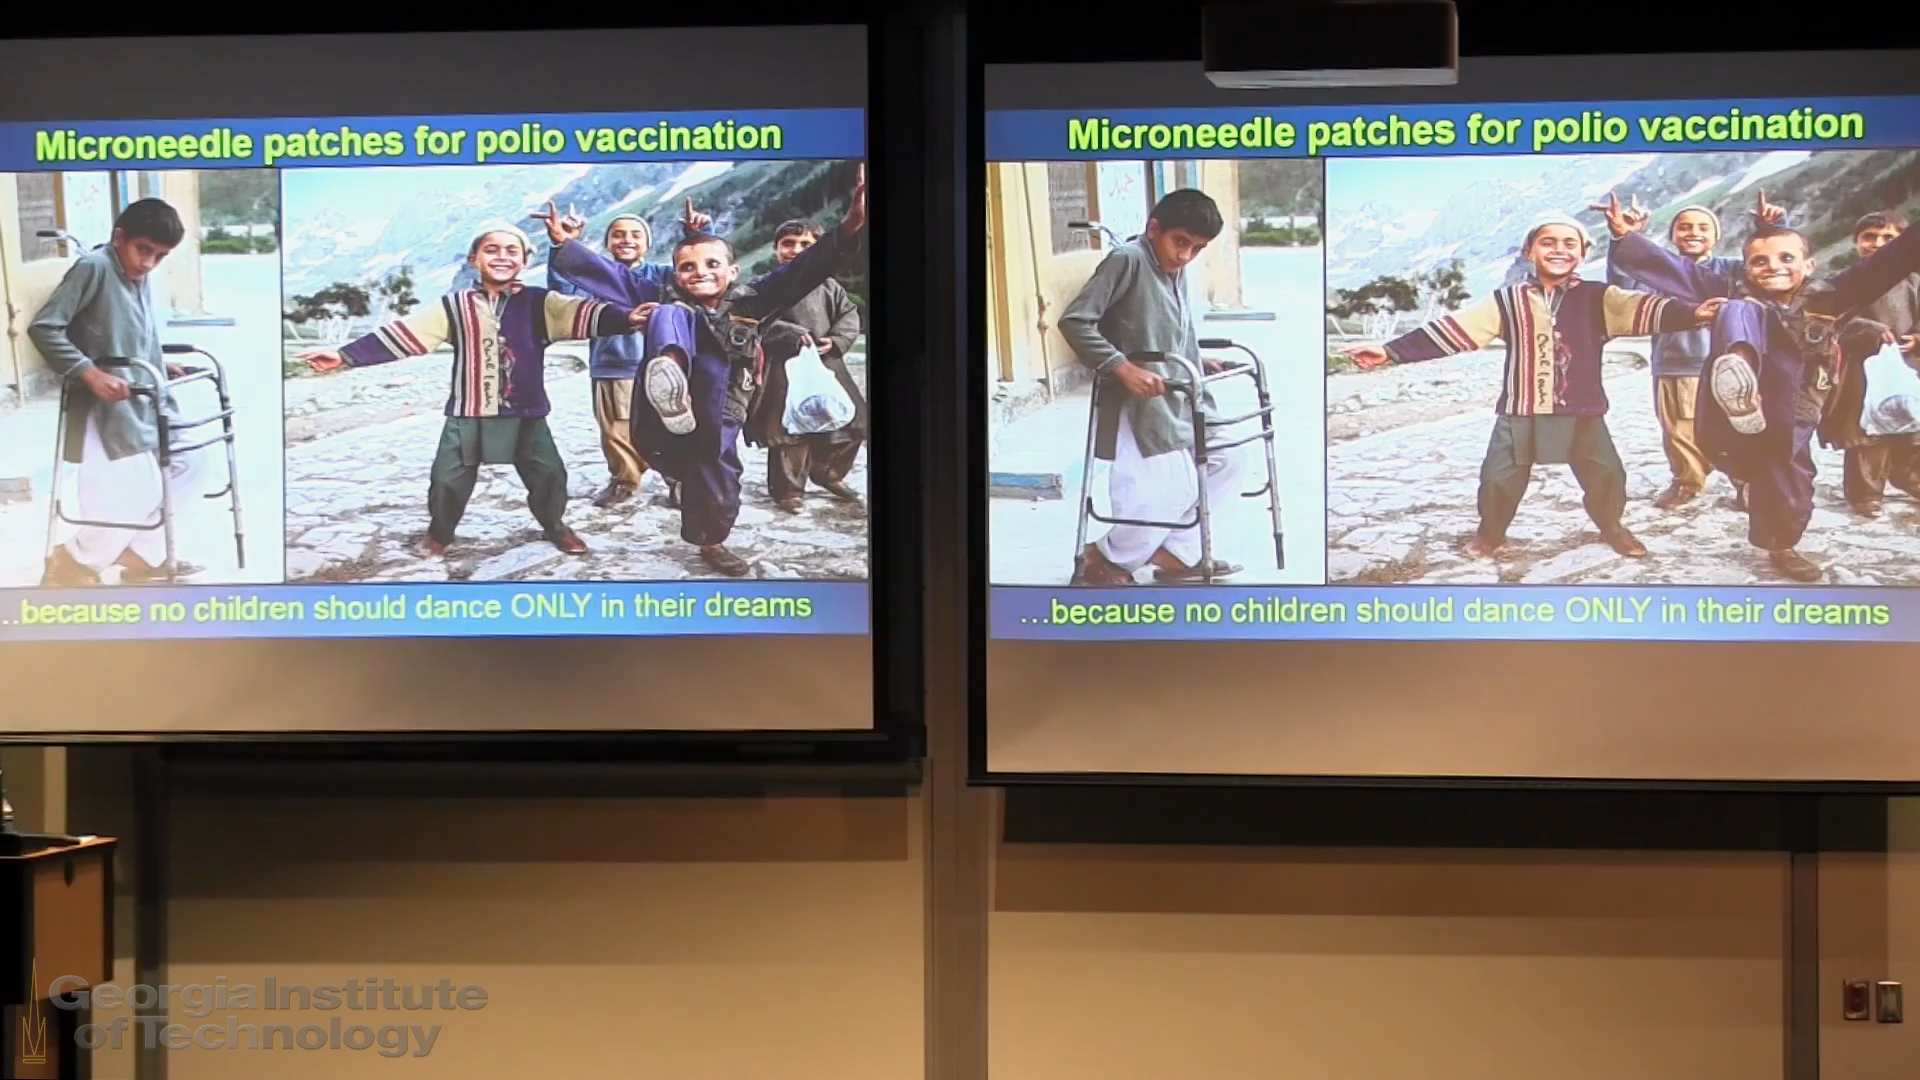 Microneedle patches for polio vaccination
...because no children should dance ONLY in their dreams
Microneedle patches for polio vaccination
...because no children should dance ONLY in their dreams
Georgia Institute
of Technology